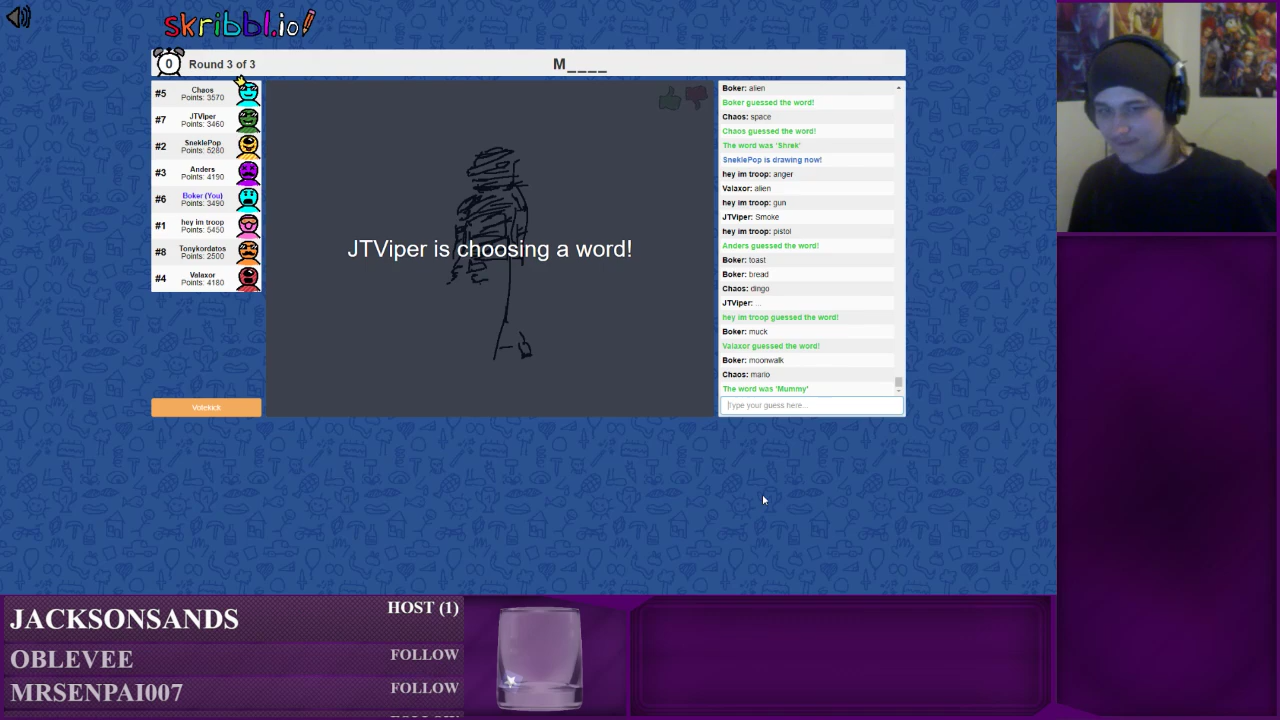 skribbl.io
0
Round 3 of 3
M____
#5
Chaos
Points: 3570
#7
JTViper
Points: 3460
#2
SneklePop
Points: 5280
#3
Anders
Points: 4190
#6
Boker (You)
Points: 3490
#1
hey im troop
Points: 5450
#8
Tonykordatos
Points: 2500
#4
Valaxor
Points: 4180
Votekick
JTViper is choosing a word!
Boker: alien
Boker guessed the word!
Chaos: space
Chaos guessed the word!
The word was 'Shrek'
SneklePop is drawing now!
hey im troop: anger
Valaxor: alien
hey im troop: gun
JTViper: Smoke
hey im troop: pistol
Anders guessed the word!
Boker: toast
Boker: bread
Chaos: dingo
JTViper: ...
hey im troop guessed the word!
Boker: muck
Valaxor guessed the word!
Boker: moonwalk
Chaos: mario
The word was 'Mummy'
Type your guess here...
JACKSONSANDS HOST (1)
OBLEVEE FOLLOW
MRSENPAI007 FOLLOW